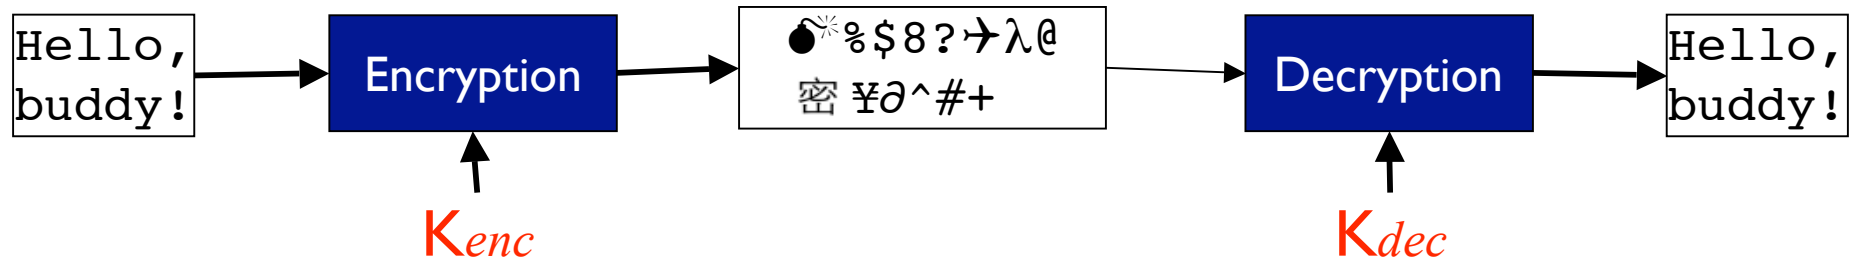 Hello,
buddy!
Encryption
💣%$8?✈λ@
密 ¥∂^#+
Decryption
Hello,
buddy!
Kenc
Kdec